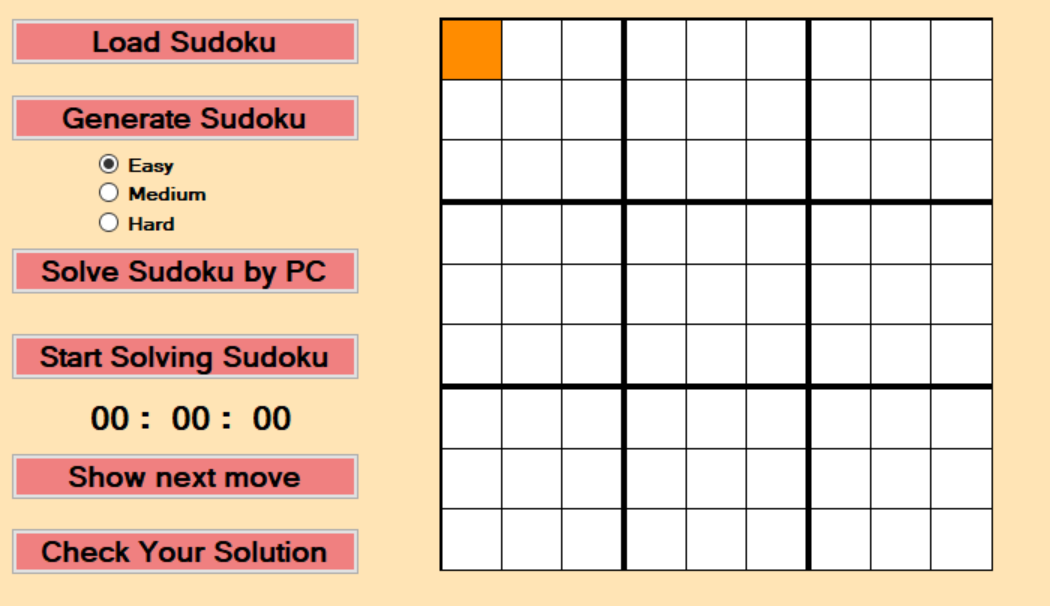 Load Sudoku
Generate Sudoku
Easy
Medium
Hard
Solve Sudoku by PC
Start Solving Sudoku
00 : 00 : 00
Show next move
Check Your Solution